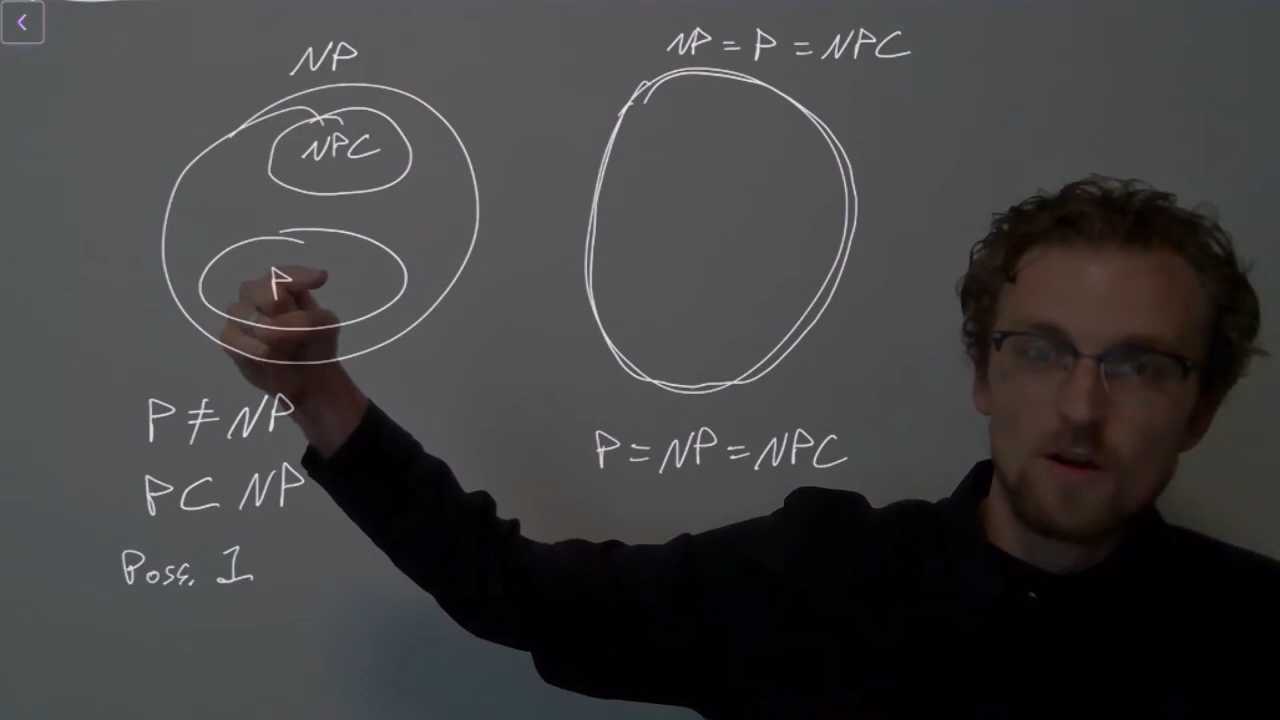 NP
NPC
P
P ≠ NP
P ⊂ NP
Poss. 1
NP = P = NPC
P = NP = NPC